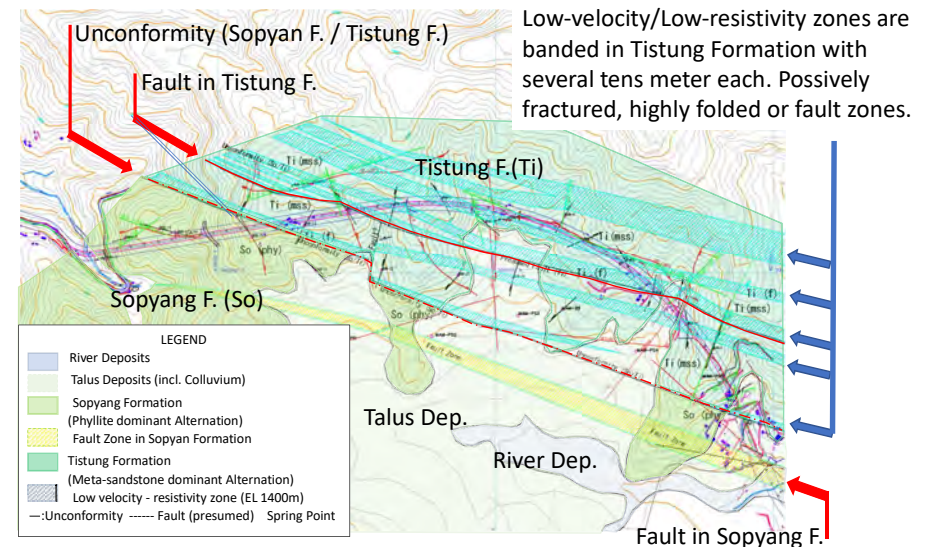 Unconformity (Sopyan F. / Tistung F.)
Fault in Tistung F.
Low-velocity/Low-resistivity zones are
banded in Tistung Formation with
several tens meter each. Possively
fractured, highly folded or fault zones.
Tistung F.(Ti)
Ti (mss)
Ti (mss)
Ti (mss)
Ti (f)
So (phy)
Ti (f)
Ti (f)
Ti (mss)
Sopyang F. (So)
So (phy)
Ti (mss)
So (phy)
Fault Zone
Fault Zone
Talus Dep.
River Dep.
Fault in Sopyang F.
LEGEND
River Deposits
Talus Deposits (incl. Colluvium)
Sopyang Formation
(Phyllite dominant Alternation)
Fault Zone in Sopyan Formation
Tistung Formation
(Meta-sandstone dominant Alternation)
Low velocity - resistivity zone (EL 1400m)
—:Unconformity ------ Fault (presumed) Spring Point